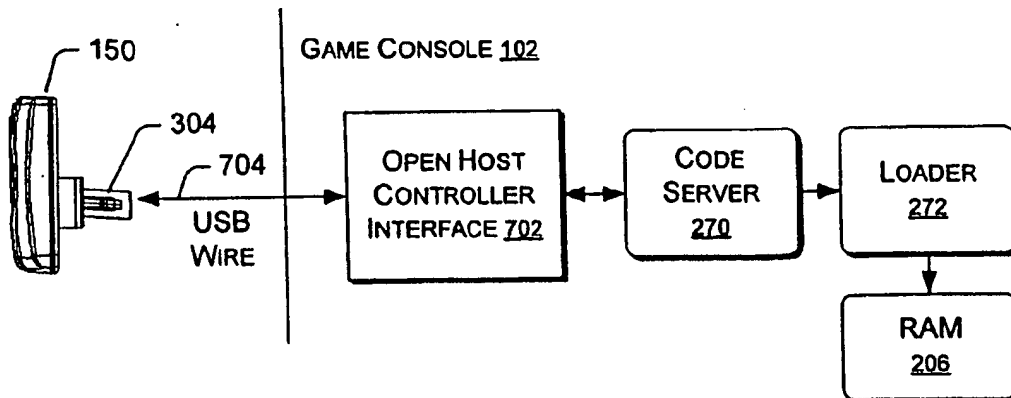 150
GAME CONSOLE 102
304
704
USB
WIRE
OPEN HOST
CONTROLLER
INTERFACE 702
CODE
SERVER
270
LOADER
272
RAM
206